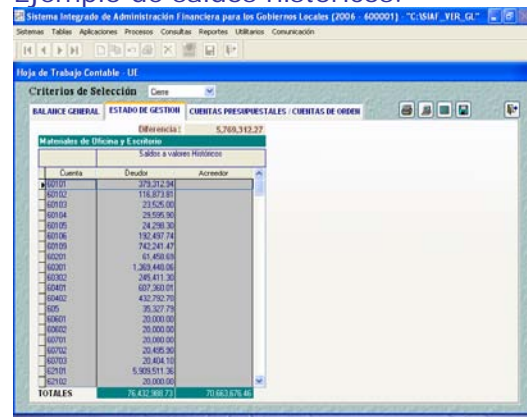 Ejemplo de saldos históricos:
Sistema Integrado de Administración Financiera para los Gobiernos Locales (2006 - 600001) - "C:\SIAF_VIR_GL"
Sistemas Tablas Aplicaciones Procesos Consultas Reportes Utilitarios Comunicación
Hoja de Trabajo Contable - UE
Criterios de Selección Cierre
BALANCE GENERAL ESTADO DE GESTION CUENTAS PRESUPUESTALES / CUENTAS DE ORDEN
Diferencia : 5,769,312.27
Materiales de Oficina y Escritorio
Saldos a valores Históricos
Cuenta Deudor Acreedor
60101 379,312.94
60102 116,873.81
60103 23,525.00
60104 29,595.90
60105 24,298.30
60106 192,497.74
60109 742,241.47
60201 61,450.69
60301 1,369,448.06
60302 245,411.30
60401 607,360.01
60402 432,792.70
605 35,327.79
60601 20,000.00
60602 20,000.00
60701 20,000.00
60702 20,495.90
60703 20,404.10
62101 5,909,511.36
62102 20,000.00
TOTALES 76,432,988.73 70,663,676.46